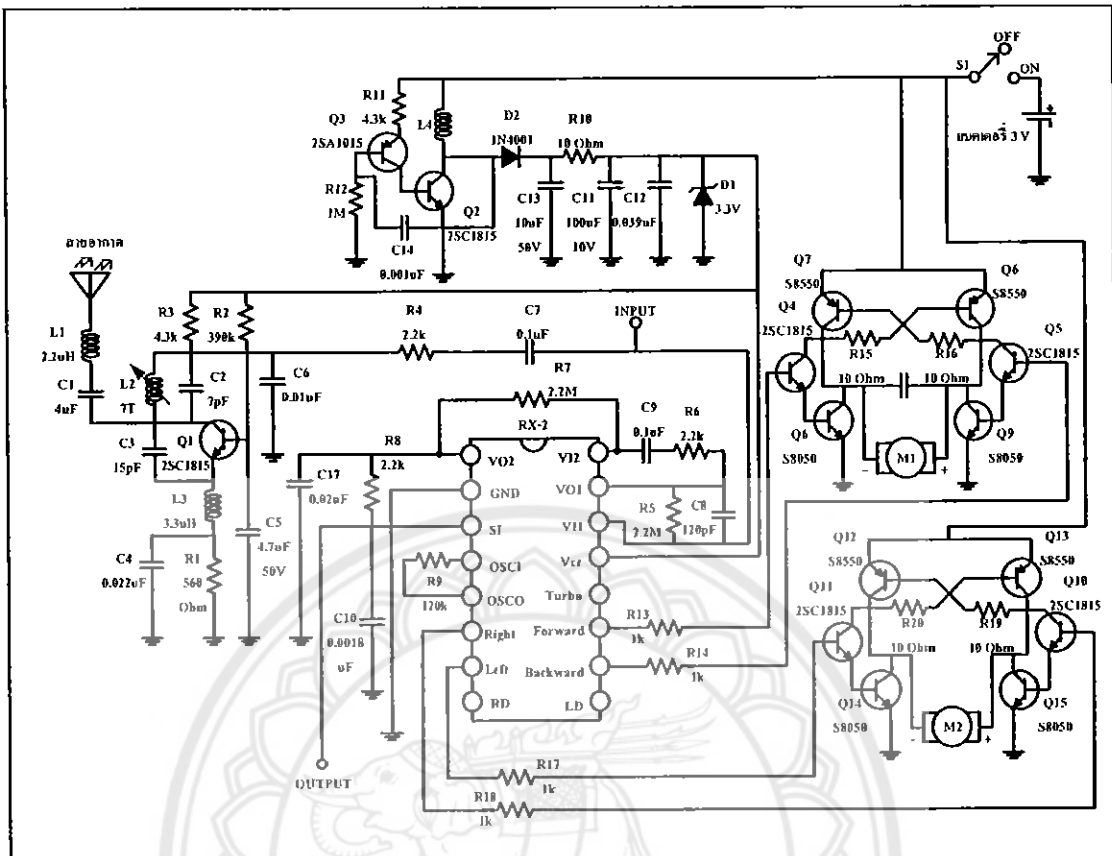 OFF
S1
ON
แบตเตอรี่ 3 V
R11
4.3k
Q3
2SA1015
L4
D2
1N4001
R10
10 Ohm
R12
1M
Q2
2SC1815
C14
0.001uF
C13
10uF
50V
C11
100uF
10V
C12
0.039uF
D1
3.3V
สายอากาศ
L1
2.2uH
C1
4uF
R3
4.3k
R2
390k
L2
7T
C2
7pF
C3
15pF
Q1
2SC1815
L3
3.3uH
C4
0.022uF
R1
560
Ohm
C5
4.7uF
50V
C6
0.01uF
R4
2.2k
C7
0.1uF
INPUT
R7
2.2M
C9
0.1uF
R6
2.2k
R8
2.2k
C17
0.02uF
C10
0.0018
uF
RX-2
VO2
GND
SI
OSCI
OSCO
Right
Left
RD
VI2
VO1
VI1
Vcc
Turbo
Forward
Backward
LD
R5
2.2M
C8
120pF
R9
120k
R13
1k
R14
1k
R17
1k
R18
1k
OUTPUT
Q7
S8550
Q6
S8550
Q4
2SC1815
Q5
2SC1815
R15
10 Ohm
R16
10 Ohm
Q6
S8050
Q9
S8050
-
M1
+
Q12
S8550
Q13
S8550
Q11
2SC1815
Q10
2SC1815
R20
10 Ohm
R19
10 Ohm
Q14
S8050
Q15
S8050
-
M2
+